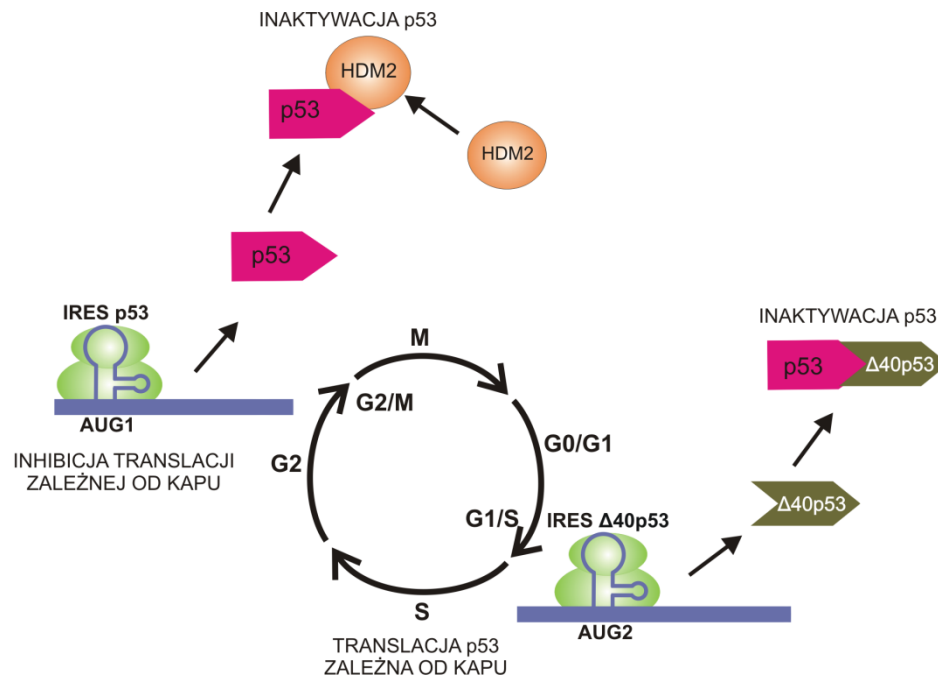 INAKTYWACJA p53
HDM2
p53
HDM2
p53
IRES p53
AUG1
INHIBICJA TRANSLACJI
ZALEŻNEJ OD KAPU
M
G2/M
G0/G1
G2
G1/S
S
TRANSLACJA p53
ZALEŻNA OD KAPU
INAKTYWACJA p53
p53
Δ40p53
Δ40p53
IRES Δ40p53
AUG2